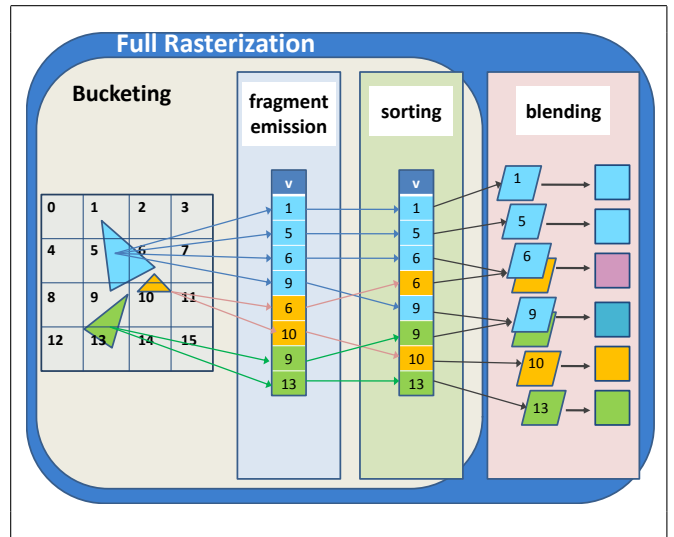 Full Rasterization
Bucketing
fragment
emission
sorting
blending
0 1 2 3
4 5 6 7
8 9 10 11
12 13 14 15
v
1
5
6
9
6
10
9
13
v
1
5
6
6
9
9
10
13
1
5
6
9
10
13